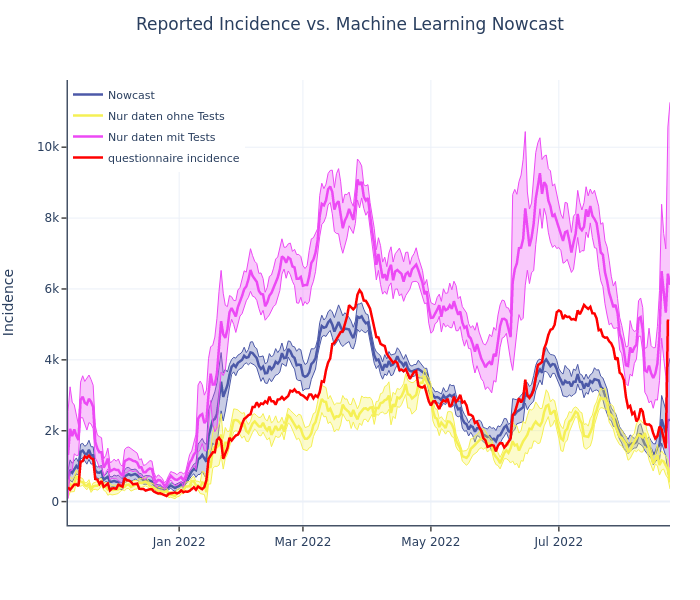 Reported Incidence vs. Machine Learning Nowcast
Nowcast
Nur daten ohne Tests
Nur daten mit Tests
questionnaire incidence
Incidence
10k
8k
6k
4k
2k
0
Jan 2022
Mar 2022
May 2022
Jul 2022